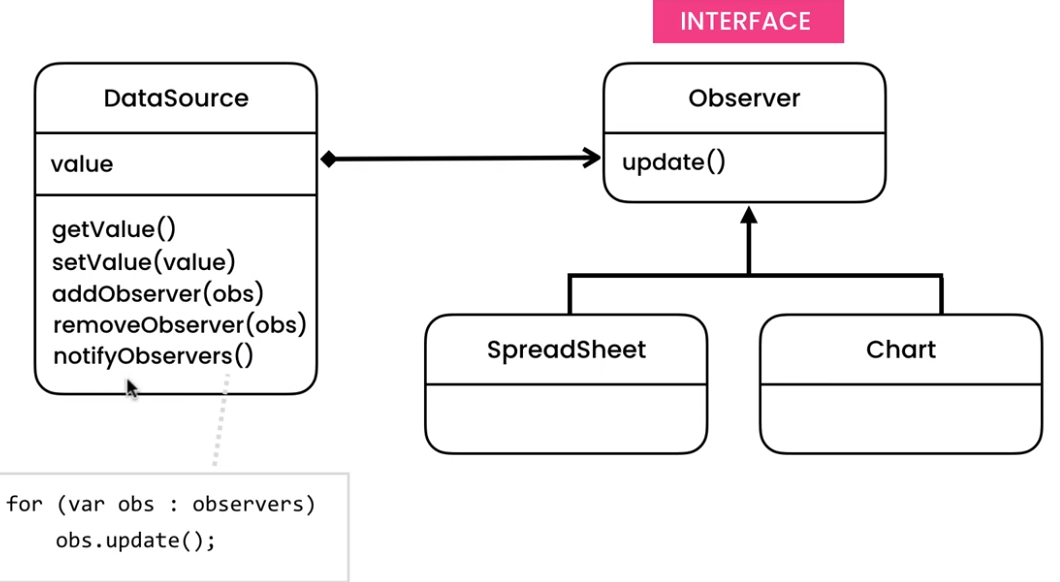 INTERFACE
DataSource
value
getValue()
setValue(value)
addObserver(obs)
removeObserver(obs)
notifyObservers()
for (var obs : observers)
obs.update();
Observer
update()
SpreadSheet
Chart